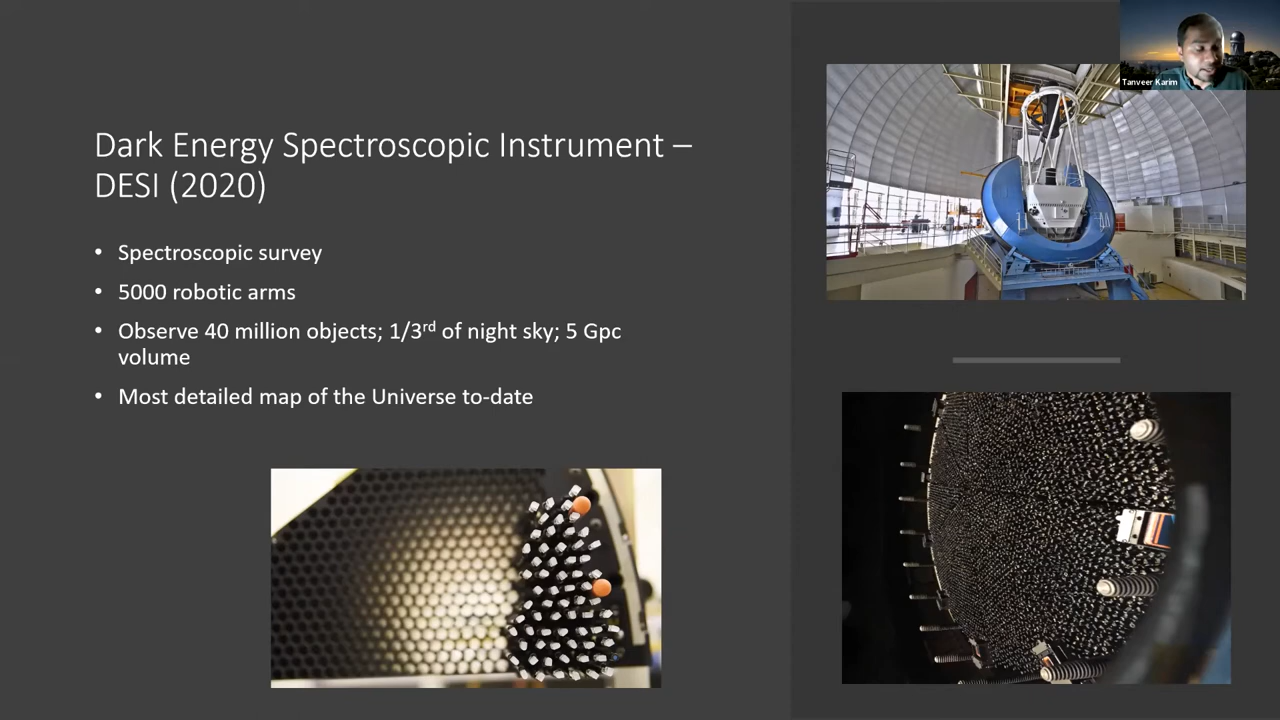 Tanveer Karim
Dark Energy Spectroscopic Instrument –
DESI (2020)
• Spectroscopic survey
• 5000 robotic arms
• Observe 40 million objects; 1/3rd of night sky; 5 Gpc
volume
• Most detailed map of the Universe to-date